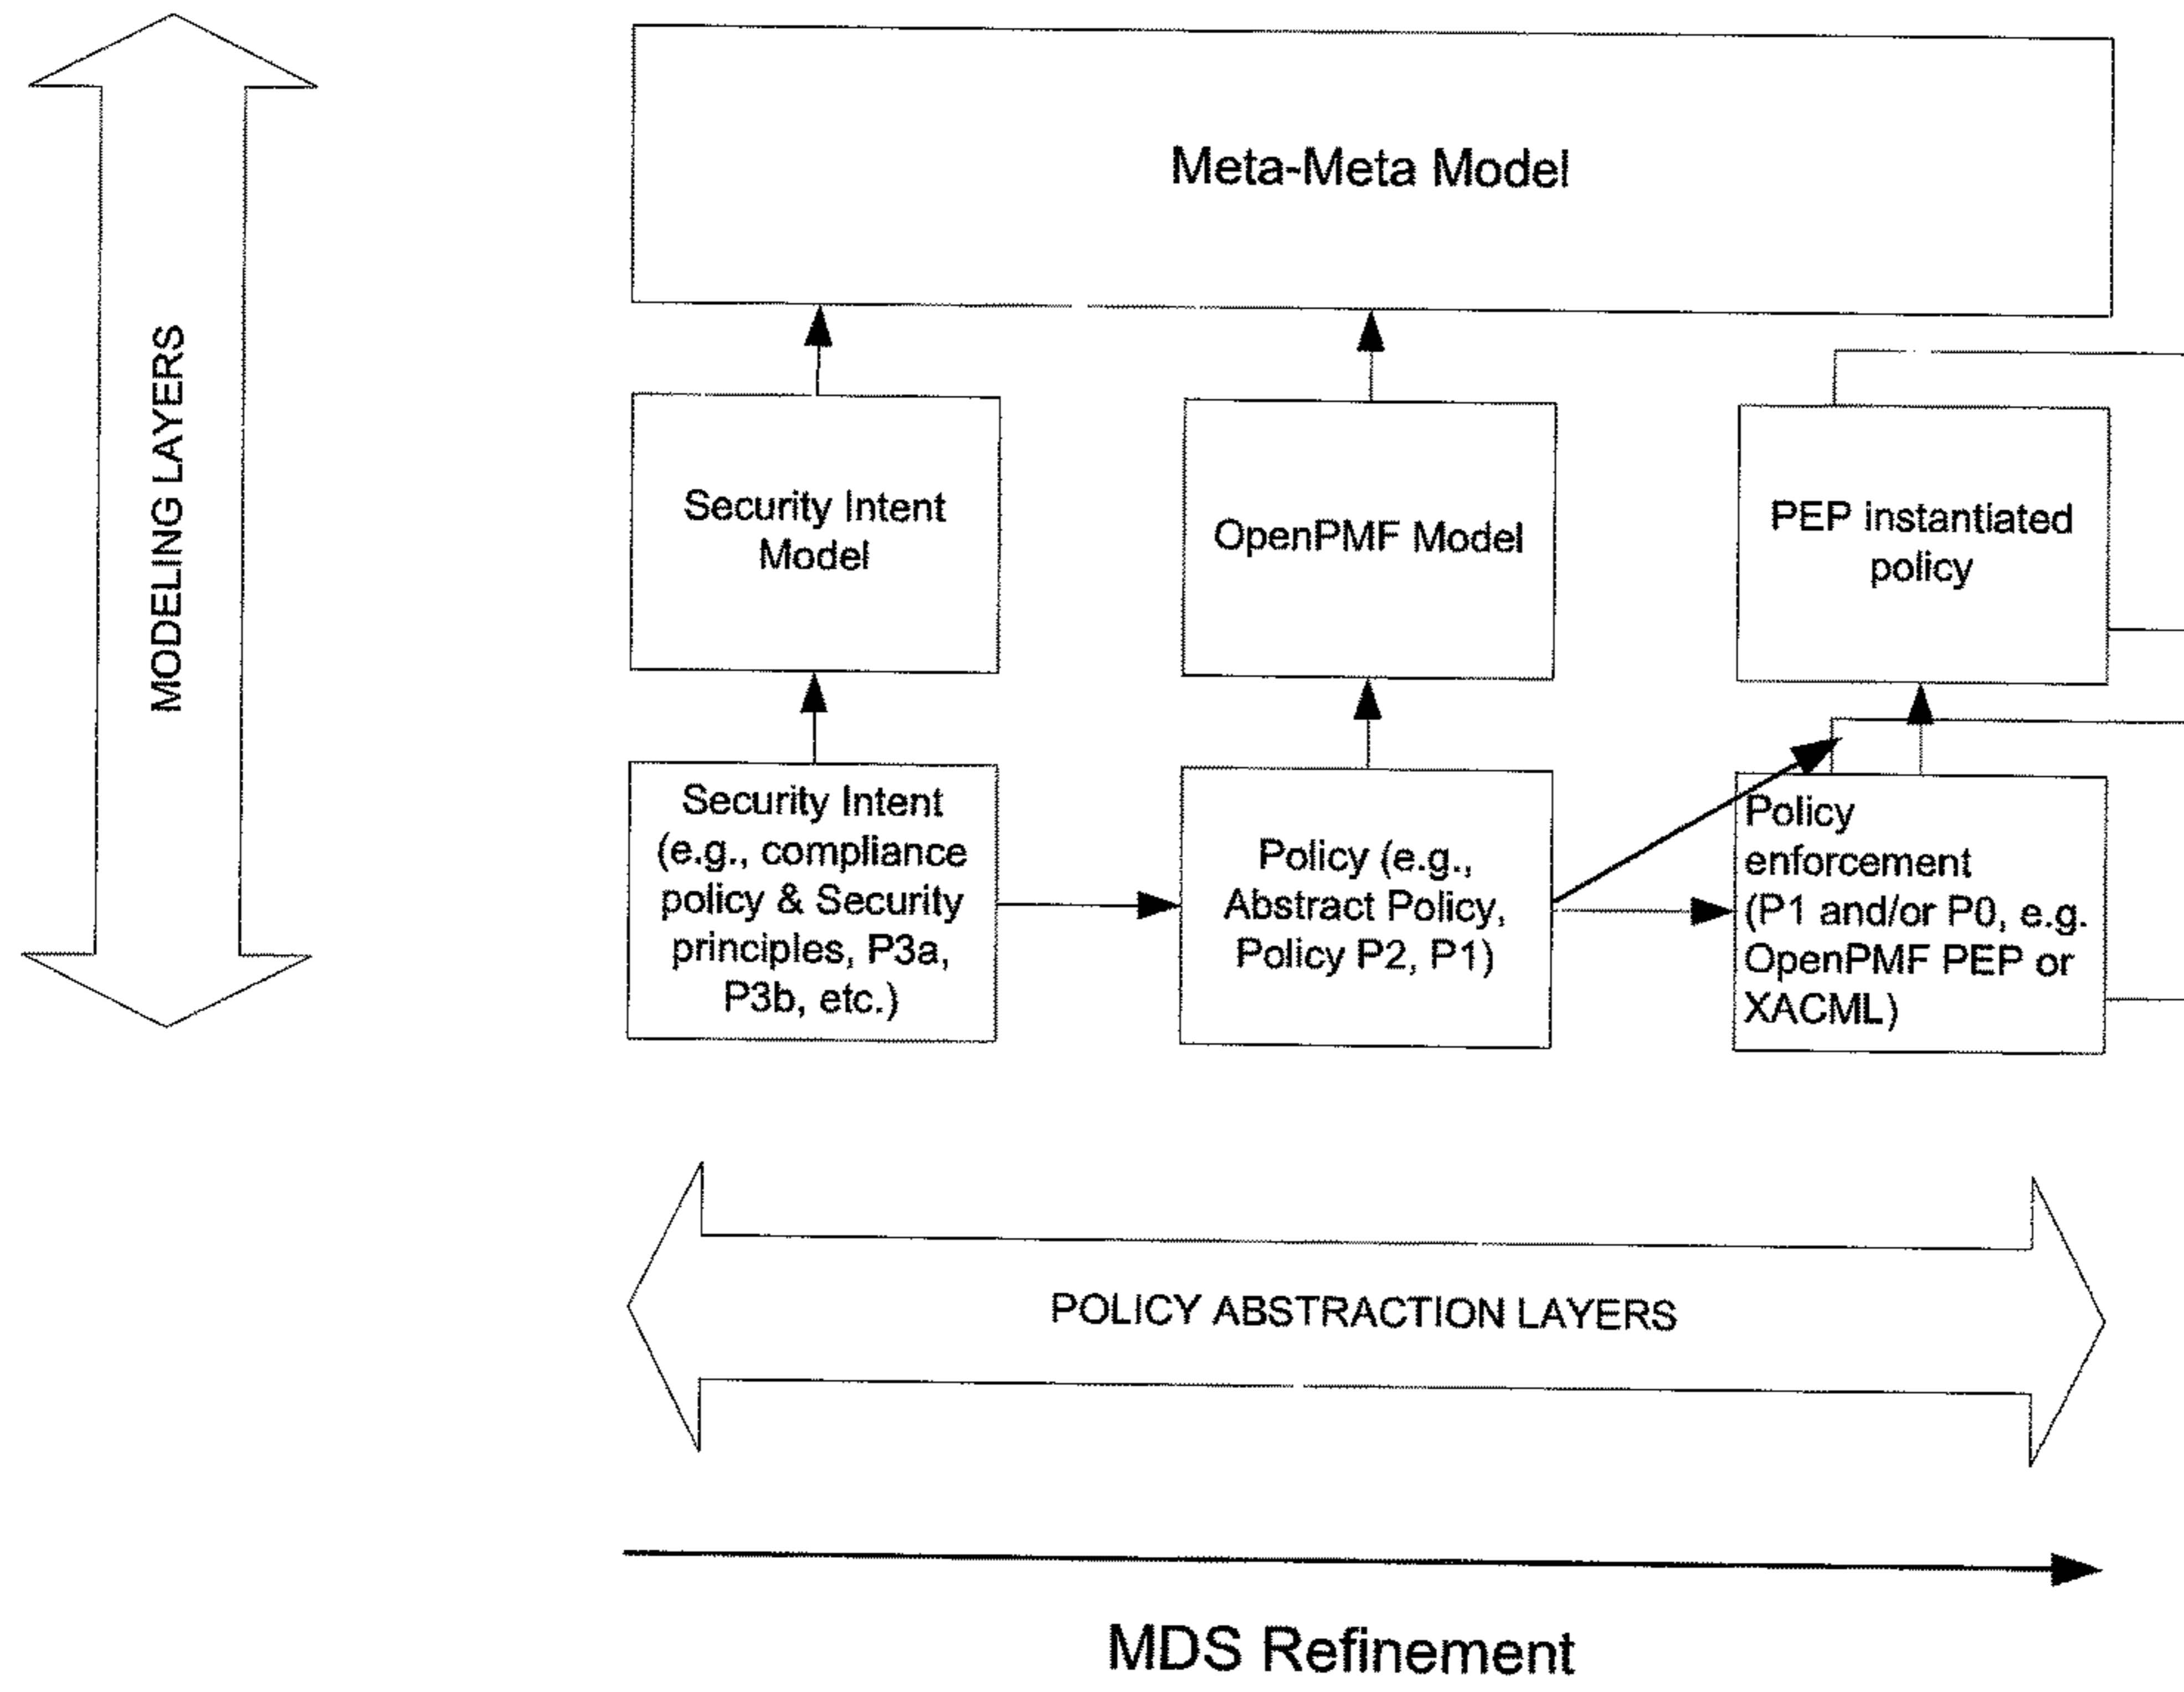 Meta-Meta Model
MODELING LAYERS
Security Intent
Model
OpenPMF Model
PEP instantiated
policy
Security Intent
(e.g., compliance
policy & Security
principles, P3a,
P3b, etc.)
Policy (e.g.,
Abstract Policy,
Policy P2, P1)
Policy
enforcement
(P1 and/or P0, e.g.
OpenPMF PEP or
XACML)
POLICY ABSTRACTION LAYERS
MDS Refinement